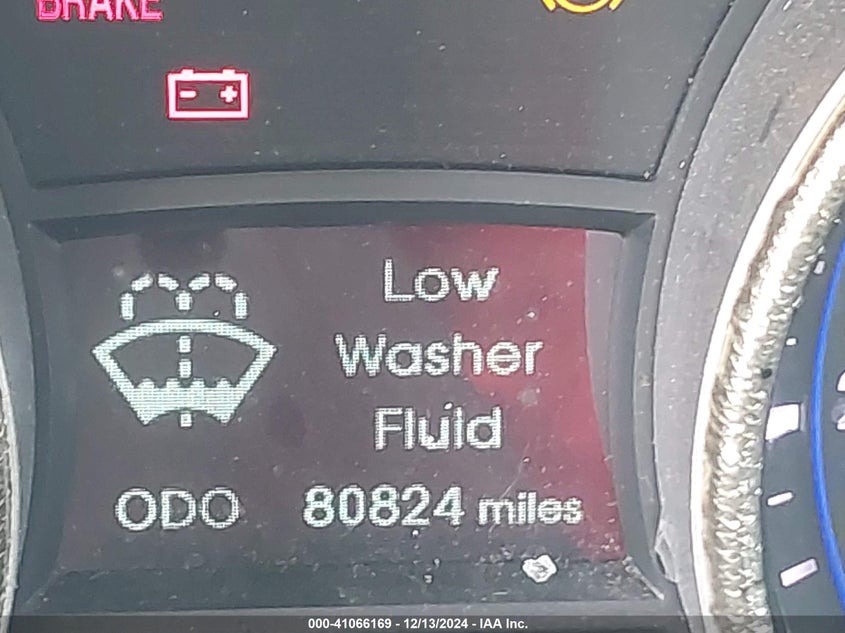 BRAKE
Low
Washer
Fluid
ODO 80824 miles
000-41066169 - 12/13/2024 - IAA Inc.